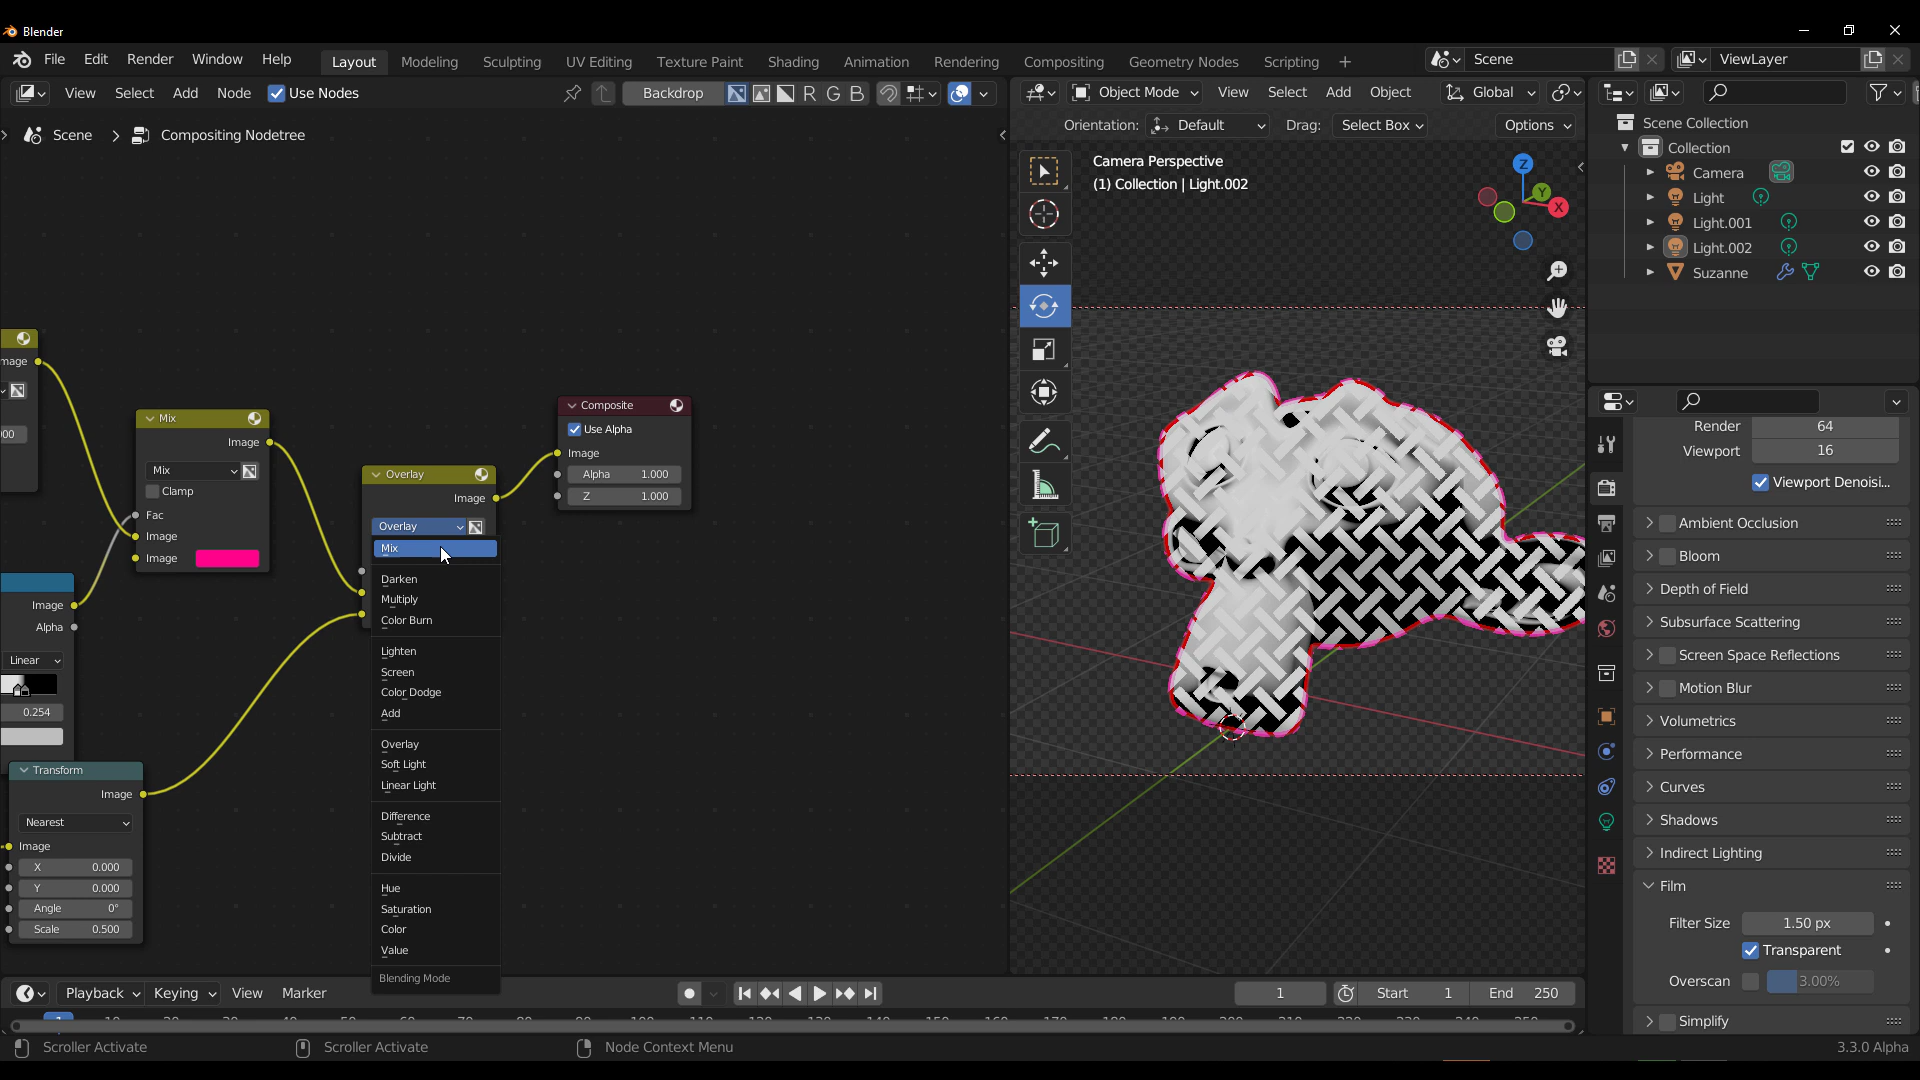 Blender
File Edit Render Window Help Layout Modeling Sculpting UV Editing Texture Paint Shading Animation Rendering Compositing Geometry Nodes Scripting + Scene ViewLayer
View Select Add Node Use Nodes Backdrop R G B
Object Mode View Select Add Object Global
Orientation: Default Drag: Select Box Options
Scene > Compositing Nodetree
Camera Perspective
(1) Collection | Light.002
Z
Y
X
Scene Collection
Collection
Camera
Light
Light.001
Light.002
Suzanne
Mix
Image
Mix
Clamp
Fac
Image
Image
Image
Alpha
Linear
0.254
Transform
Image
Nearest
Image
X 0.000
Y 0.000
Angle 0°
Scale 0.500
Overlay
Image
Overlay
Mix
Darken
Multiply
Color Burn
Lighten
Screen
Color Dodge
Add
Overlay
Soft Light
Linear Light
Difference
Subtract
Divide
Hue
Saturation
Color
Value
Blending Mode
Composite
Use Alpha
Image
Alpha 1.000
Z 1.000
Render 64
Viewport 16
Viewport Denoisi...
Ambient Occlusion
Bloom
Depth of Field
Subsurface Scattering
Screen Space Reflections
Motion Blur
Volumetrics
Performance
Curves
Shadows
Indirect Lighting
Film
Filter Size 1.50 px
Transparent
Overscan 3.00%
Simplify
Playback Keying View Marker 1 Start 1 End 250
Scroller Activate Scroller Activate Node Context Menu 3.3.0 Alpha